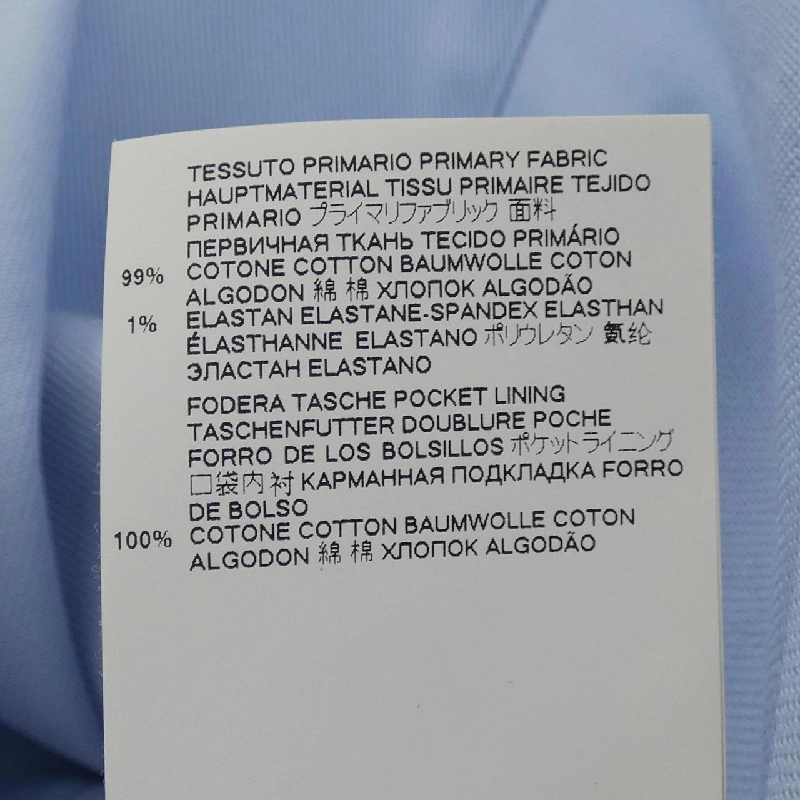 TESSUTO PRIMARIO PRIMARY FABRIC
HAUPTMATERIAL TISSU PRIMAIRE TEJIDO
PRIMARIO プライマリファブリック 面料
ПЕРВИЧНАЯ ТКАНЬ TECIDO PRIMÁRIO
99% COTONE COTTON BAUMWOLLE COTON
ALGODON 綿 棉 ХЛОПОК ALGODÃO
1% ELASTAN ELASTANE-SPANDEX ELASTHAN
ÉLASTHANNE ELASTANO ポリウレタン 氨纶
ЭЛАСТАН ELASTANO
FODERA TASCHE POCKET LINING
TASCHENFUTTER DOUBLURE POCHE
FORRO DE LOS BOLSILLOS ポケットライニング
口袋内衬 КАРМАННАЯ ПОДКЛАДКА FORRO
DE BOLSO
100% COTONE COTTON BAUMWOLLE COTON
ALGODON 綿 棉 ХЛОПОК ALGODÃO